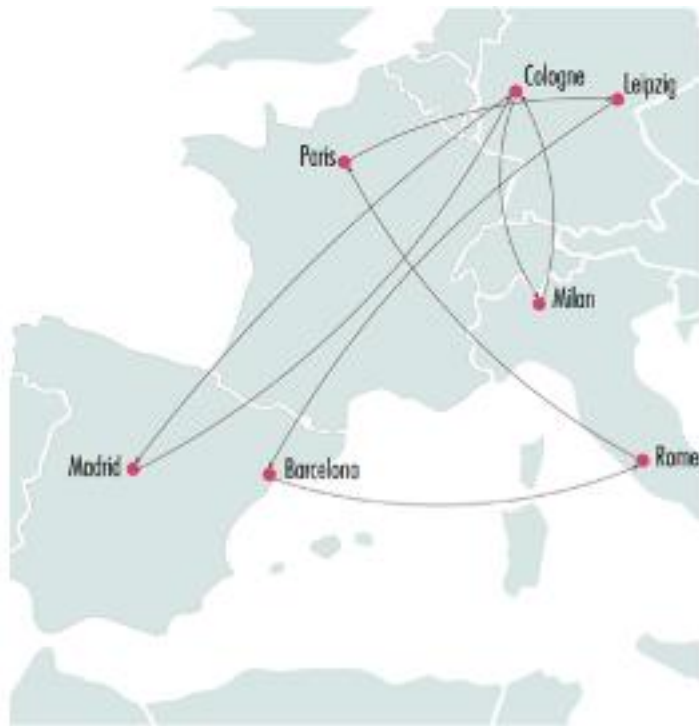 Cologne
Leipzig
Paris
Milan
Madrid
Barcelona
Rome